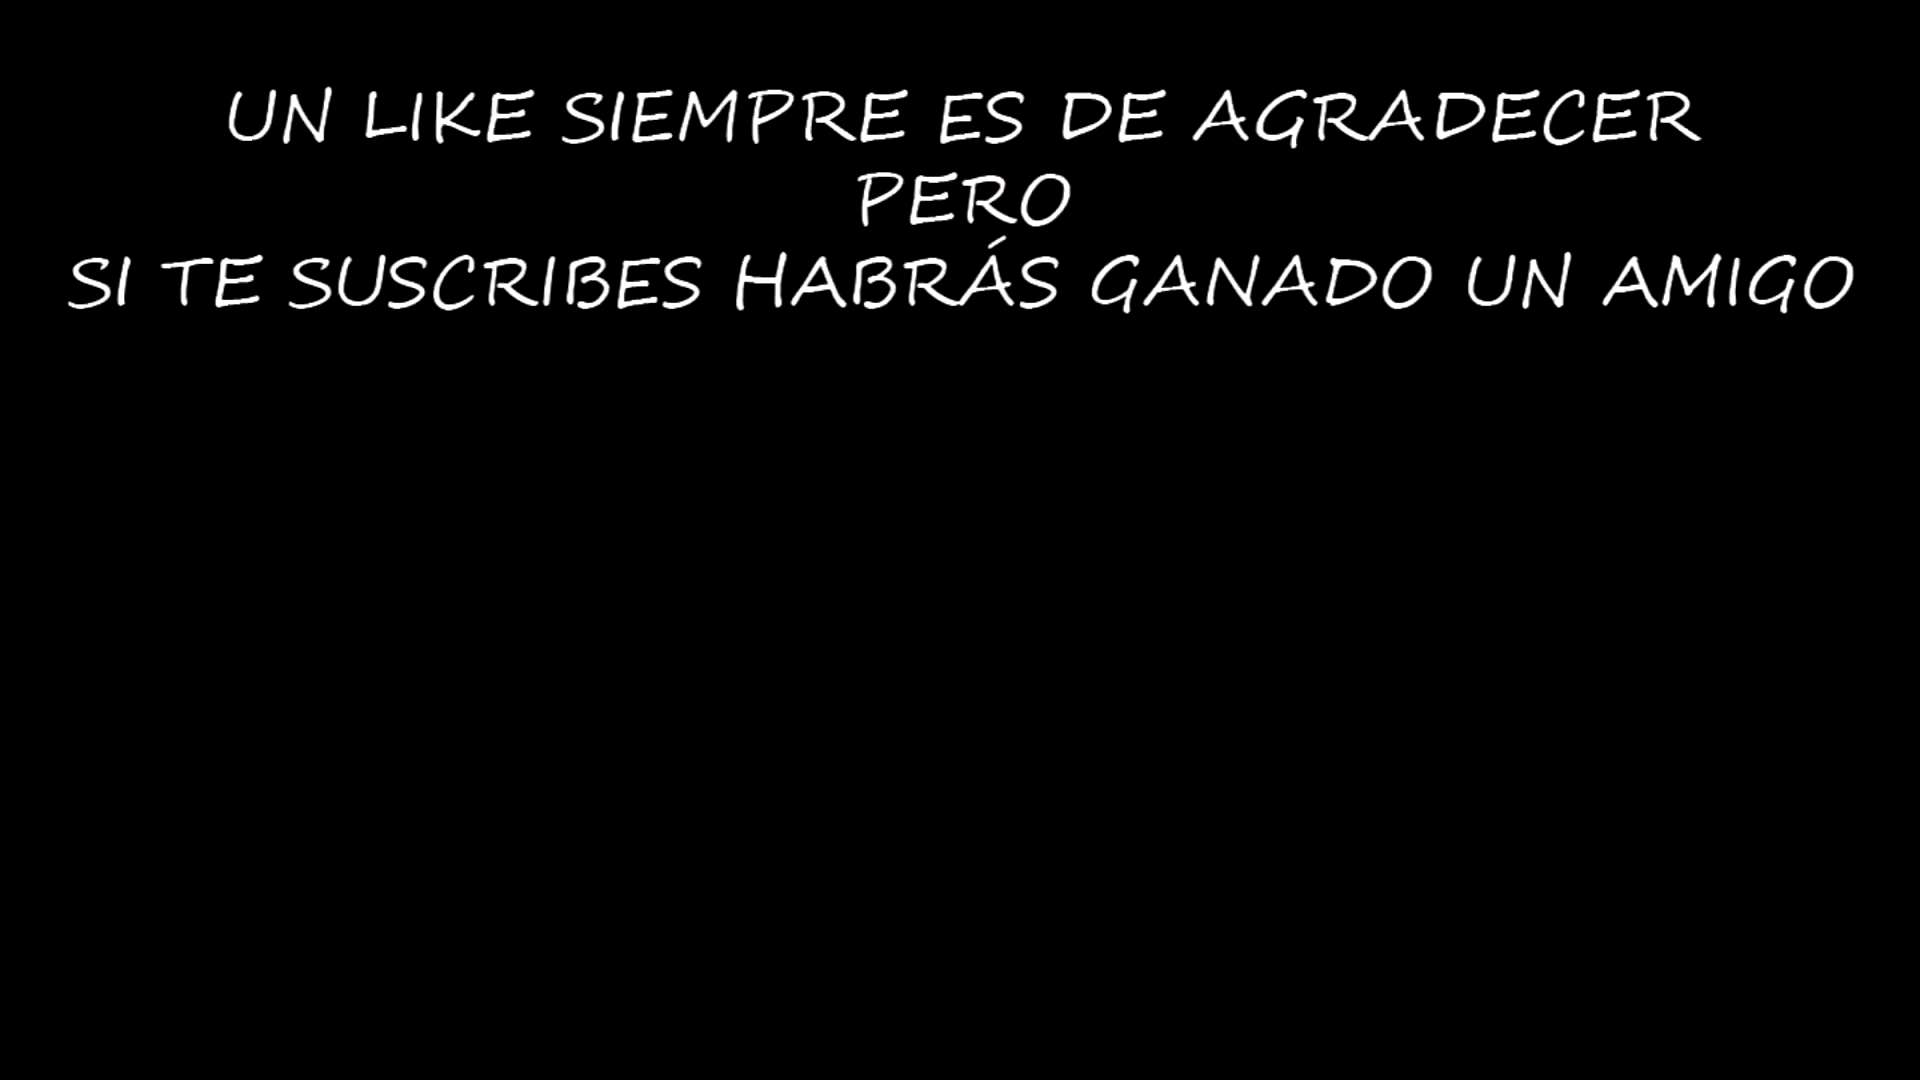 UN LIKE SIEMPRE ES DE AGRADECER
PERO
SI TE SUSCRIBES HABRÁS GANADO UN AMIGO